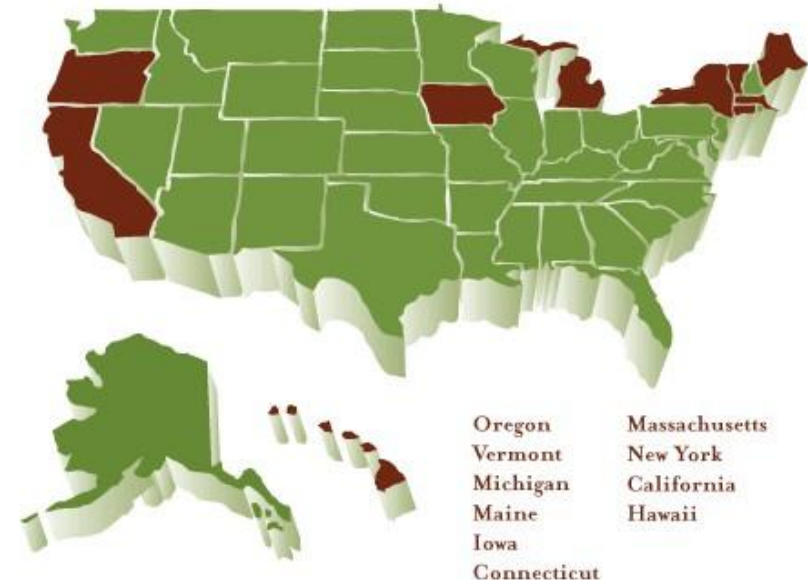 Oregon
Vermont
Michigan
Maine
Iowa
Connecticut
Massachusetts
New York
California
Hawaii